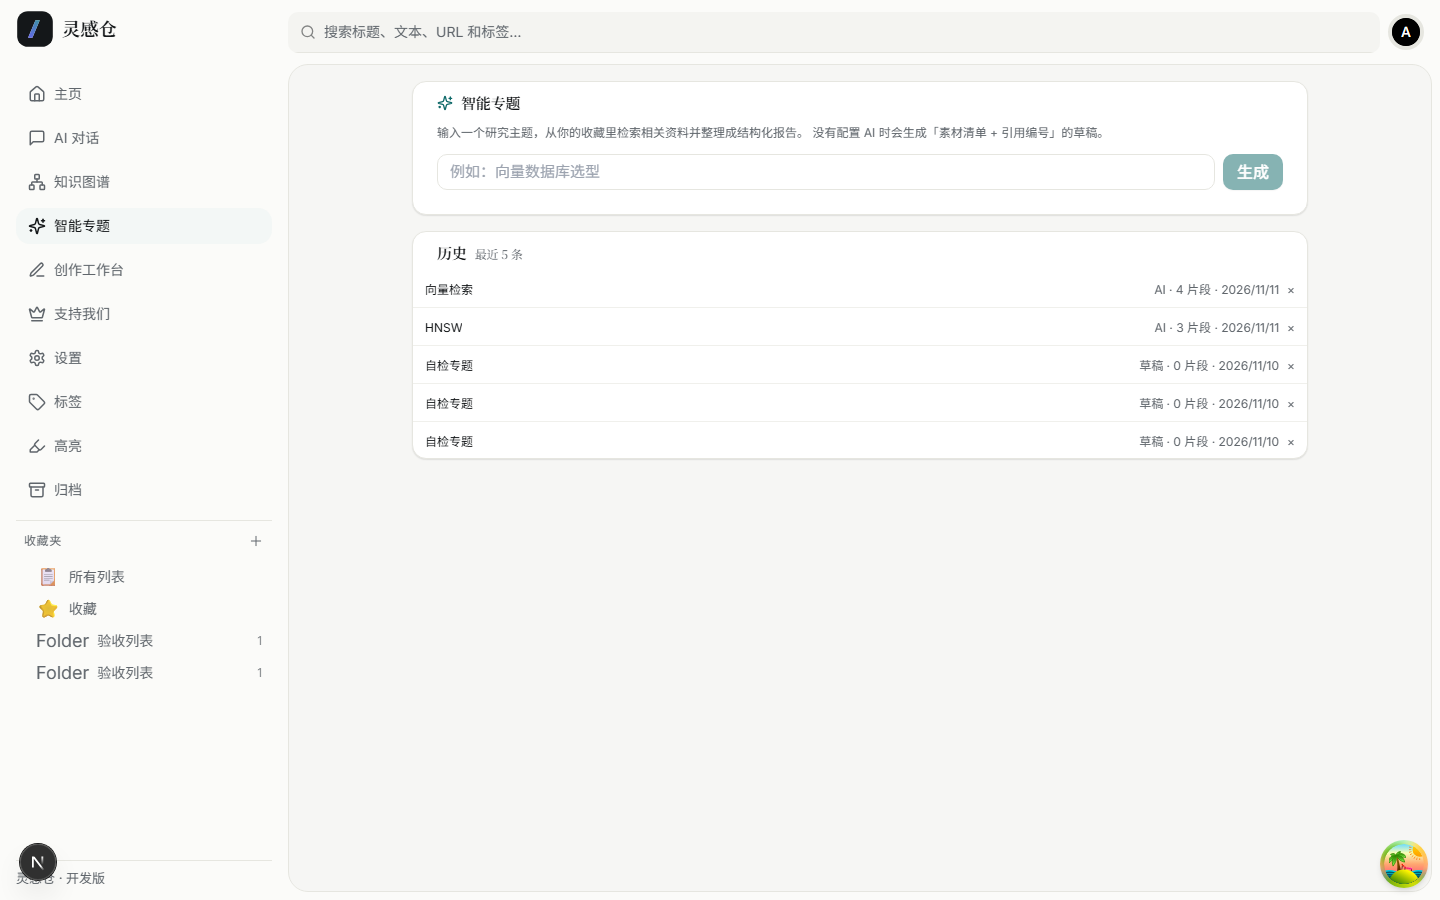 灵感仓
搜索标题、文本、URL 和标签...
A
主页
AI 对话
知识图谱
智能专题
创作工作台
支持我们
设置
标签
高亮
归档
收藏夹
所有列表
收藏
Folder 验收列表 1
Folder 验收列表 1
N
灵感仓 · 开发版
智能专题
输入一个研究主题，从你的收藏里检索相关资料并整理成结构化报告。 没有配置 AI 时会生成「素材清单 + 引用编号」的草稿。
例如：向量数据库选型
生成
历史 最近 5 条
向量检索 AI · 4 片段 · 2026/11/11 ×
HNSW AI · 3 片段 · 2026/11/11 ×
自检专题 草稿 · 0 片段 · 2026/11/10 ×
自检专题 草稿 · 0 片段 · 2026/11/10 ×
自检专题 草稿 · 0 片段 · 2026/11/10 ×